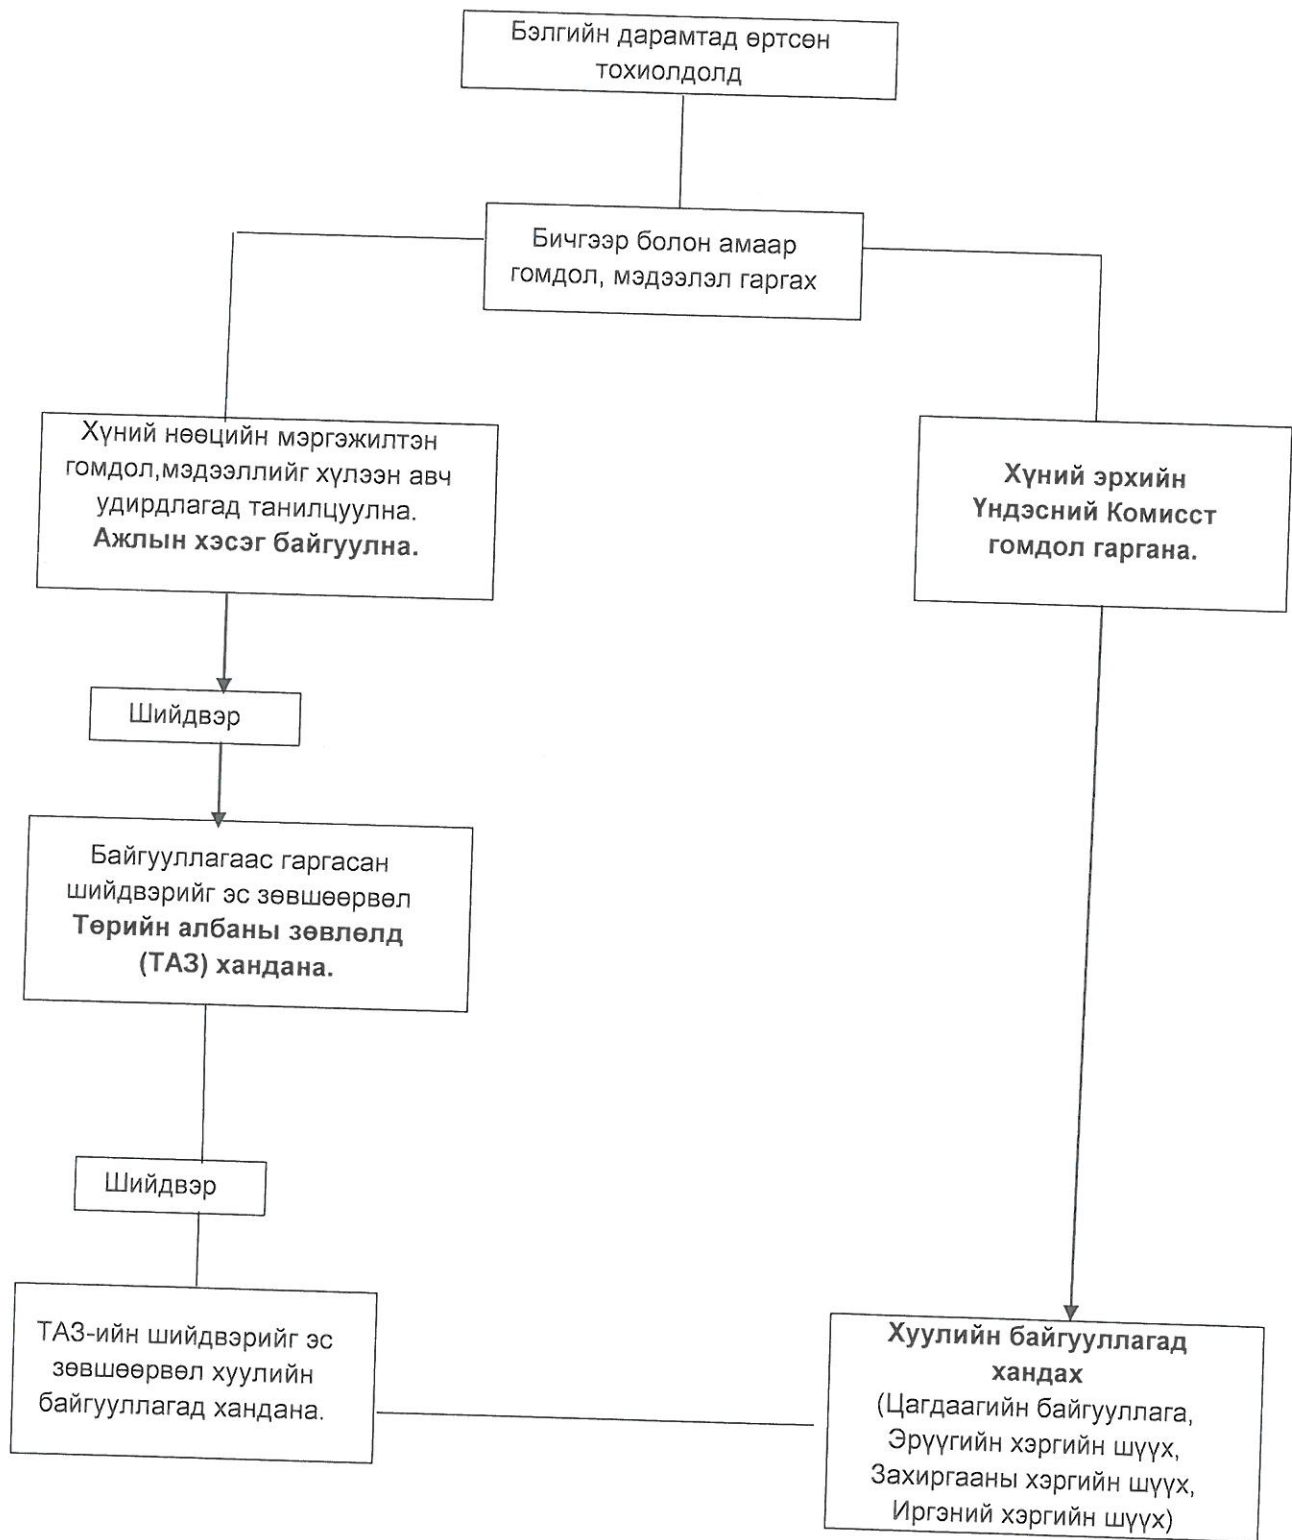 Бэлгийн дарамтад өртсөн
тохиолдолд
Бичгээр болон амаар
гомдол, мэдээлэл гаргах
Хүний нөөцийн мэргэжилтэн
гомдол,мэдээллийг хүлээн авч
удирдлагад танилцуулна.
Ажлын хэсэг байгуулна.
Хүний эрхийн
Үндэсний Комисст
гомдол гаргана.
Шийдвэр
Байгууллагаас гаргасан
шийдвэрийг эс зөвшөөрвөл
Төрийн албаны зөвлөлд
(ТАЗ) хандана.
Шийдвэр
ТАЗ-ийн шийдвэрийг эс
зөвшөөрвөл хуулийн
байгууллагад хандана.
Хуулийн байгууллагад
хандах
(Цагдаагийн байгууллага,
Эрүүгийн хэргийн шүүх,
Захиргааны хэргийн шүүх,
Иргэний хэргийн шүүх)